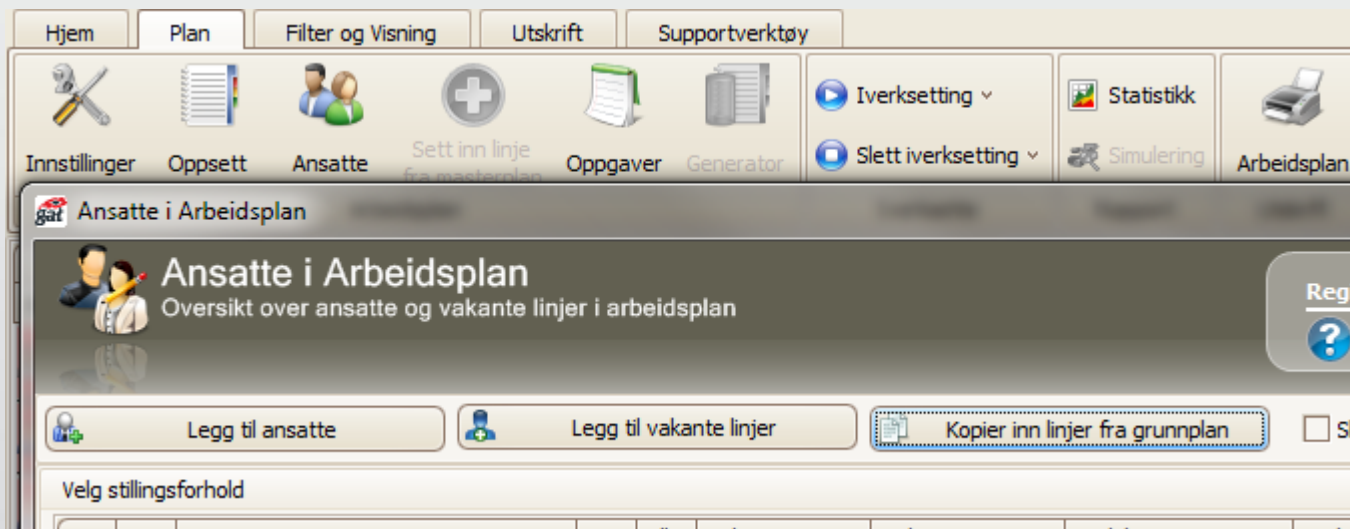 Hjem Plan Filter og Visning Utskrift Supportverktøy
Iverksetting Statistikk
Innstillinger Oppsett Ansatte Sett inn linje fra masterplan Oppgaver Generator Slett iverksetting Simulering Arbeidsplan
gat Ansatte i Arbeidsplan
Ansatte i Arbeidsplan
Oversikt over ansatte og vakante linjer i arbeidsplan
Reg
?
Legg til ansatte Legg til vakante linjer Kopier inn linjer fra grunnplan
Velg stillingsforhold